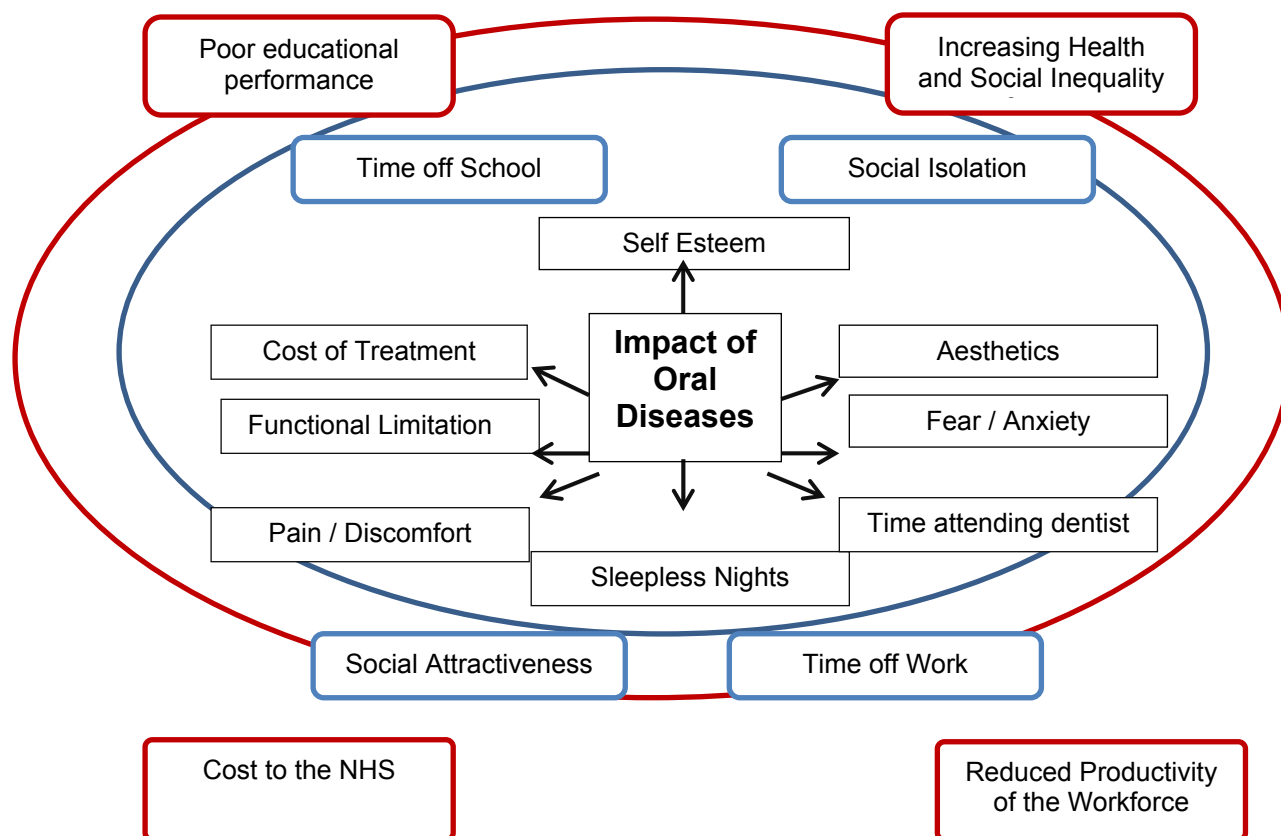 Poor educational
performance
Increasing Health
and Social Inequality
Time off School
Social Isolation
Self Esteem
Cost of Treatment
Impact of
Oral
Diseases
Aesthetics
Functional Limitation
Fear / Anxiety
Pain / Discomfort
Time attending dentist
Sleepless Nights
Social Attractiveness
Time off Work
Cost to the NHS
Reduced Productivity
of the Workforce